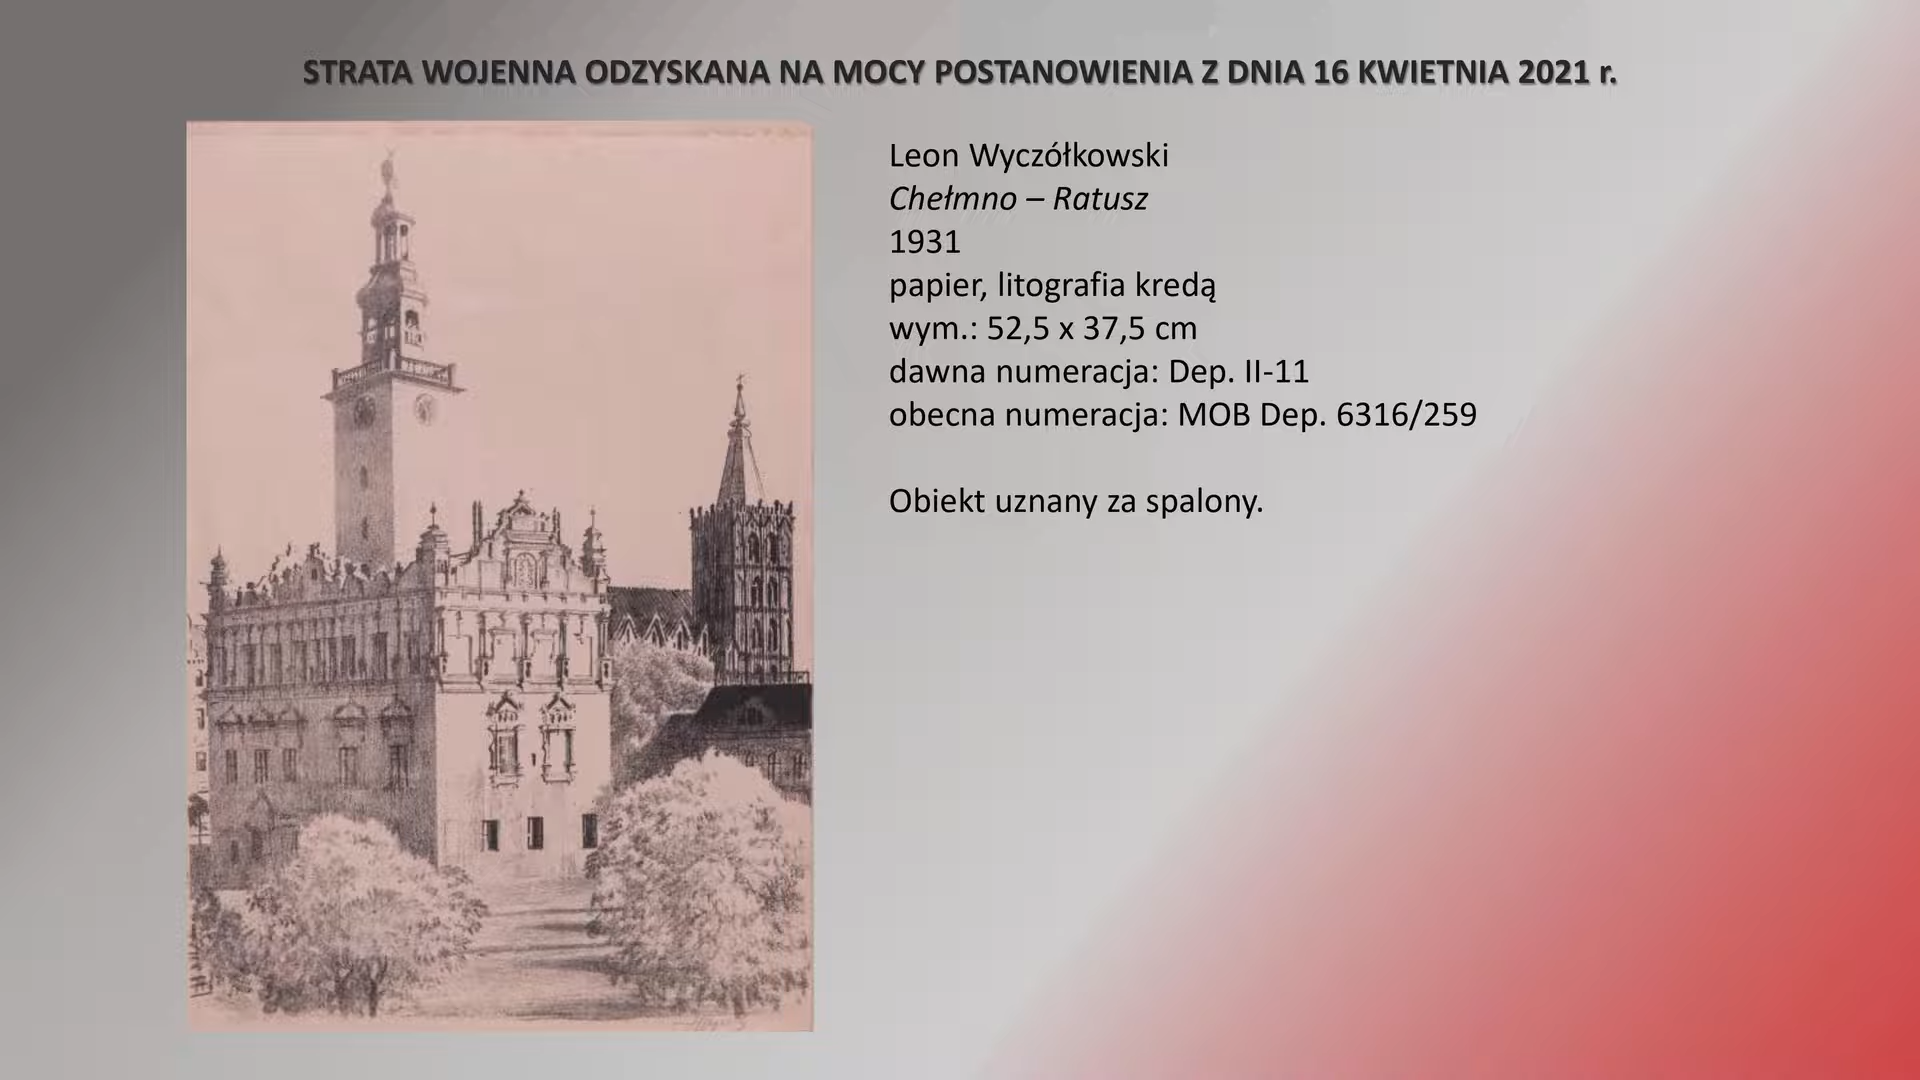 STRATA WOJENNA ODZYSKANA NA MOCY POSTANOWIENIA Z DNIA 16 KWIETNIA 2021 r.
Leon Wyczółkowski
Chełmno – Ratusz
1931
papier, litografia kredą
wym.: 52,5 x 37,5 cm
dawna numeracja: Dep. II-11
obecna numeracja: MOB Dep. 6316/259
Obiekt uznany za spalony.